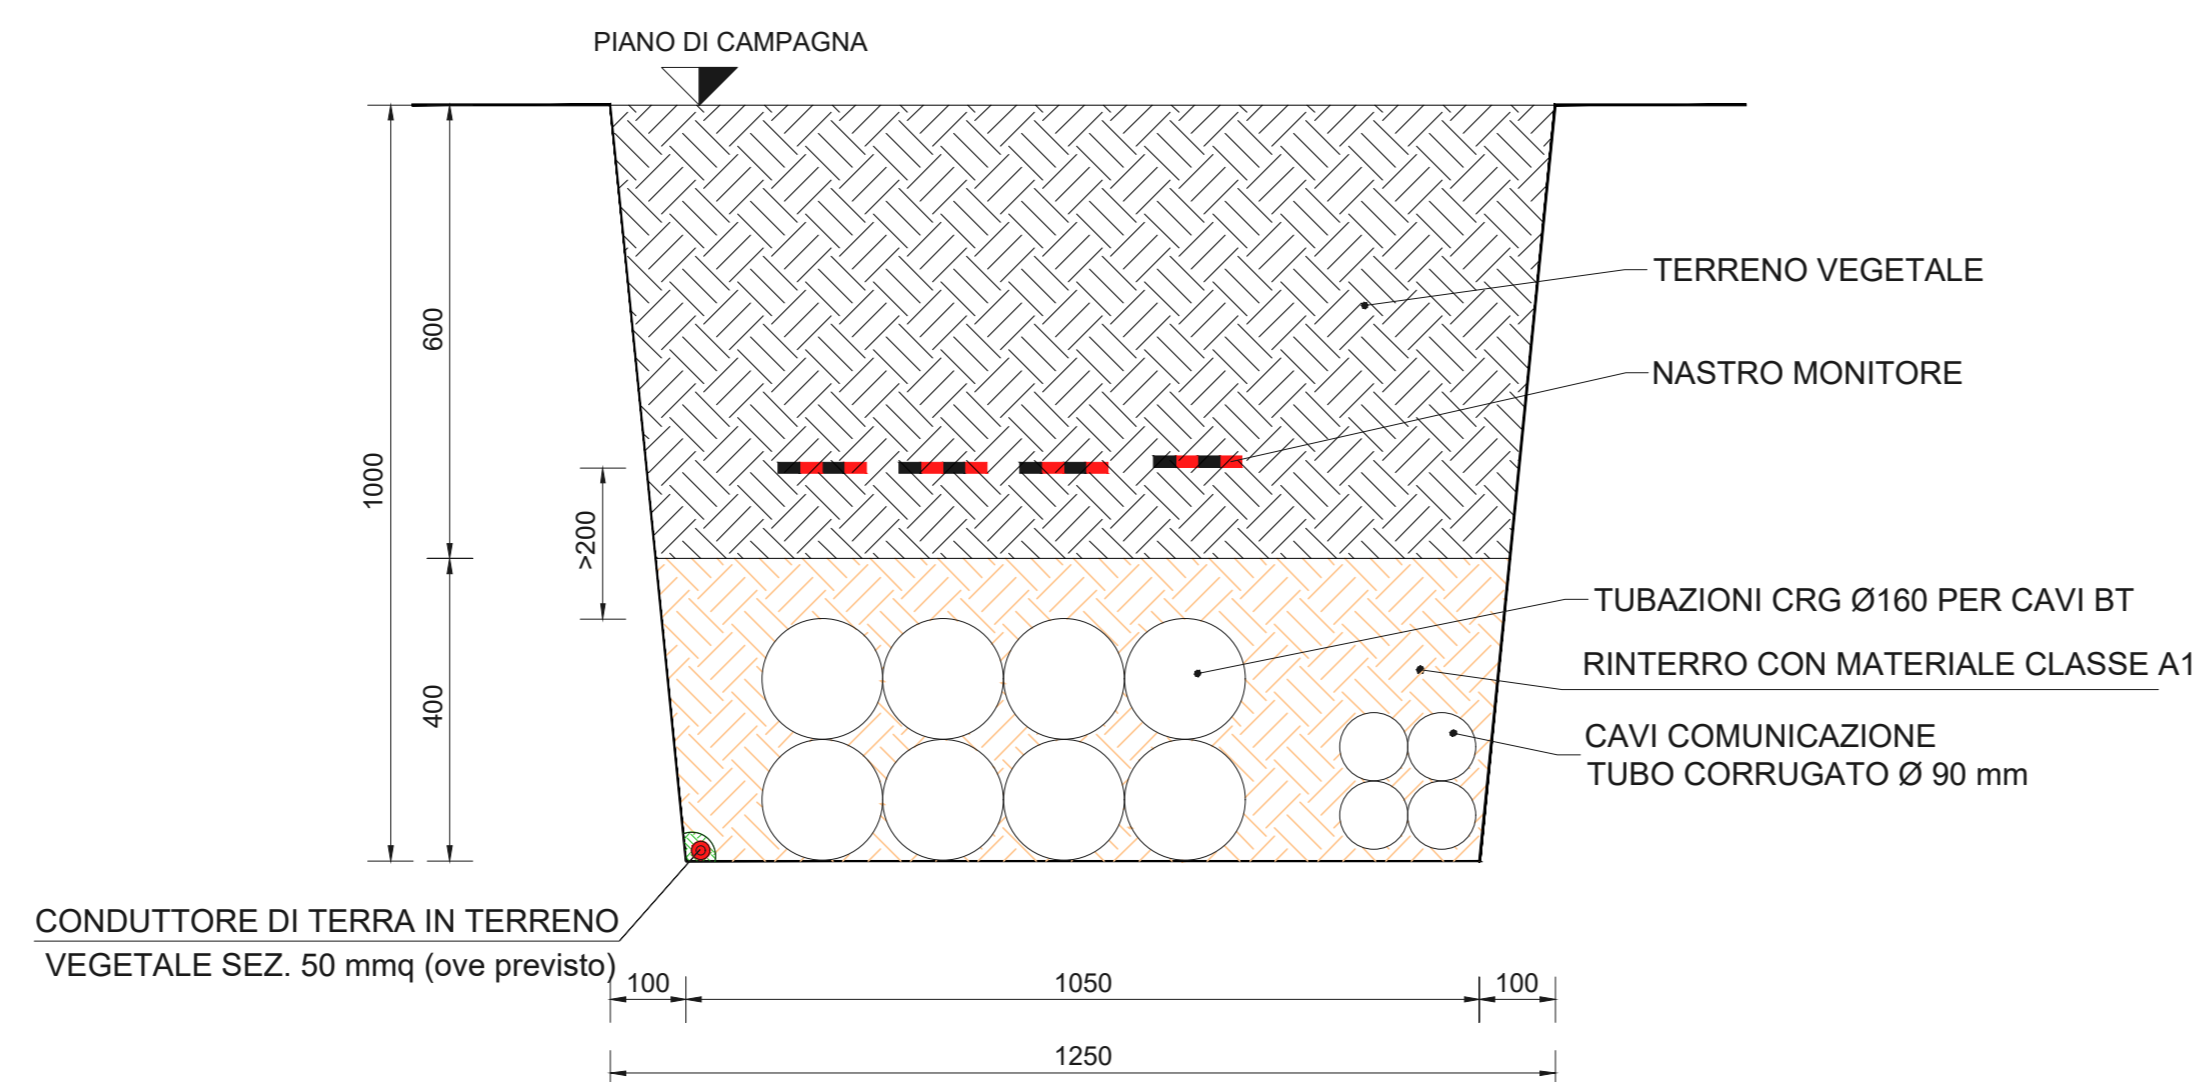 PIANO DI CAMPAGNA
TERRENO VEGETALE
NASTRO MONITORE
600
1000
>200
TUBAZIONI CRG Ø160 PER CAVI BT
RINTERRO CON MATERIALE CLASSE A1
400
CAVI COMUNICAZIONE
TUBO CORRUGATO Ø 90 mm
CONDUTTORE DI TERRA IN TERRENO
VEGETALE SEZ. 50 mmq (ove previsto)
100
1050
100
1250